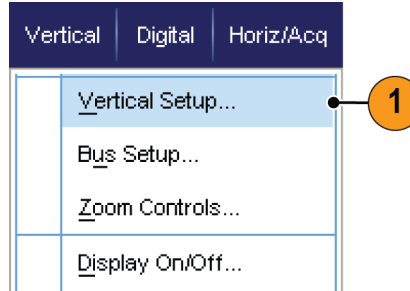 Vertical Digital Horiz/Acq
Vertical Setup... 1
Bus Setup...
Zoom Controls...
Display On/Off...